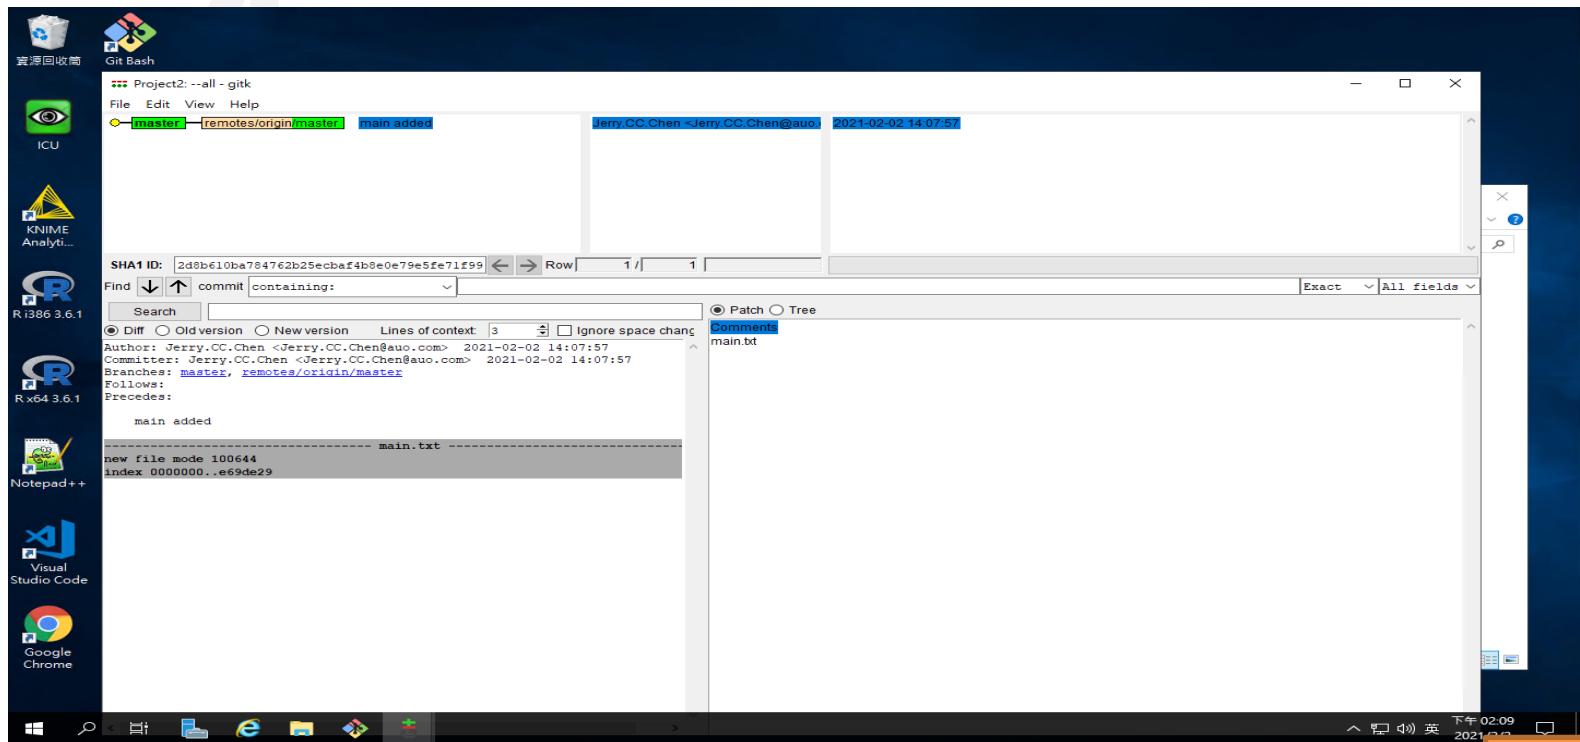 資源回收筒
Git Bash
ICU
KNIME
Analyti...
R i386 3.6.1
R x64 3.6.1
Notepad++
Visual
Studio Code
Google
Chrome
Project2: --all - gitk
File Edit View Help
master remotes/origin/master main added Jerry.CC.Chen <Jerry.CC.Chen@auo. 2021-02-02 14:07:57
SHA1 ID: 2d8b610ba784762b25ecbaf4b8e0e79e5fe71f99 Row 1 / 1
Find commit containing: Exact All fields
Search
Patch Tree
Diff Old version New version Lines of context: 3 Ignore space chang
Comments
main.txt
Author: Jerry.CC.Chen <Jerry.CC.Chen@auo.com> 2021-02-02 14:07:57
Committer: Jerry.CC.Chen <Jerry.CC.Chen@auo.com> 2021-02-02 14:07:57
Branches: master, remotes/origin/master
Follows:
Precedes:
main added
---------------------------------- main.txt -------------------------------
new file mode 100644
index 0000000..e69de29
英
下午 02:09